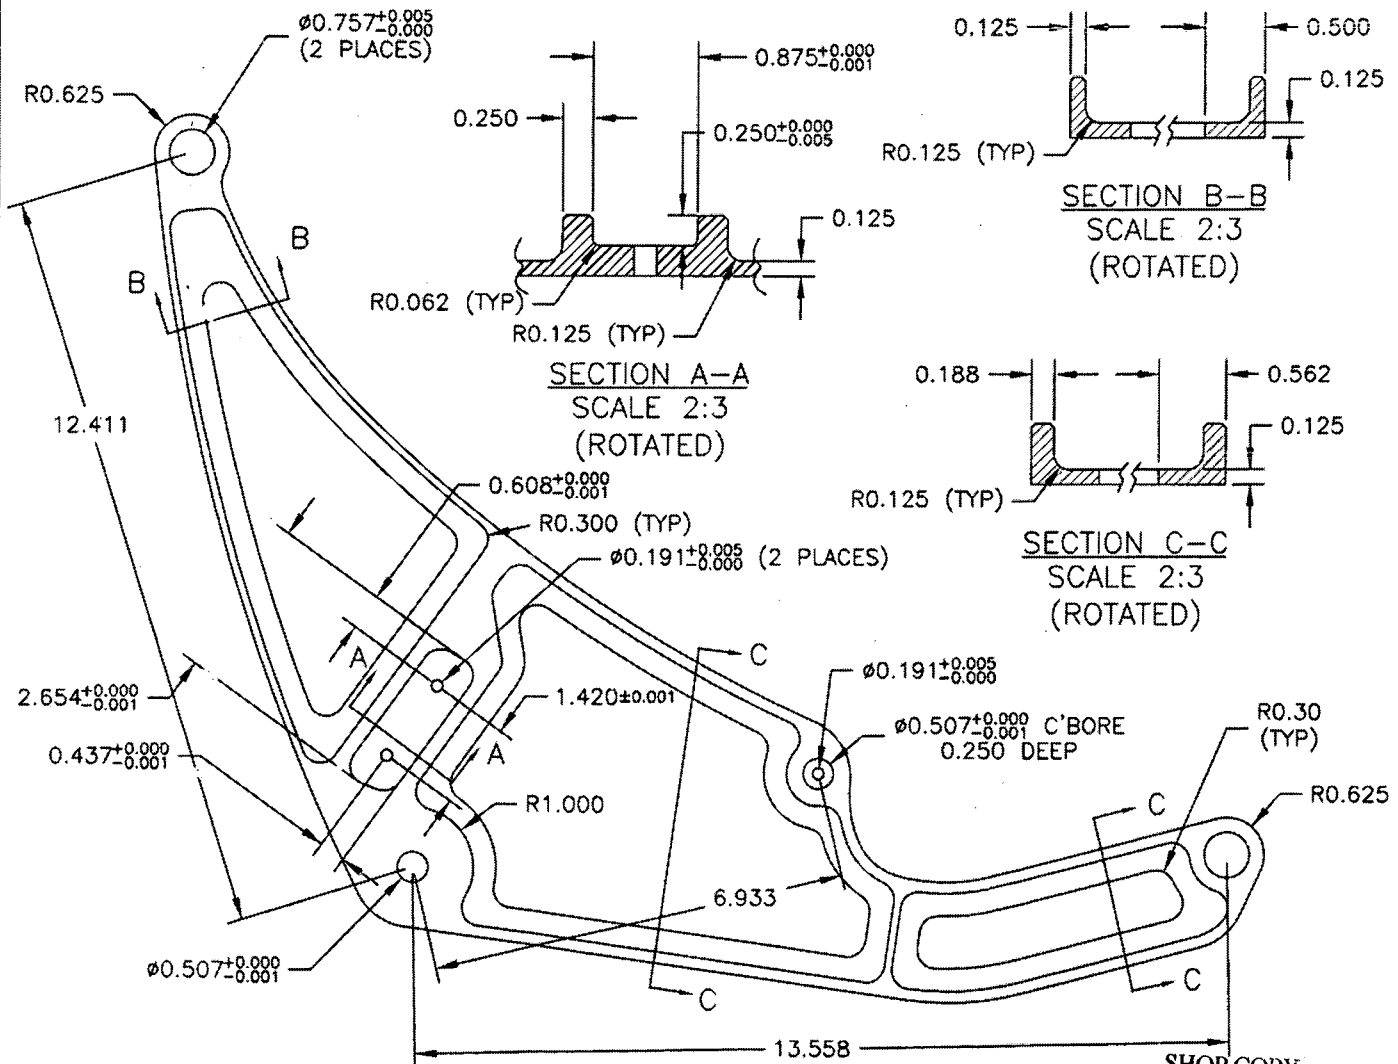 ø0.757+0.005 -0.000
(2 PLACES)
R0.625
0.875+0.000 -0.001
0.250
0.250+0.000 -0.005
0.125
R0.062 (TYP)
R0.125 (TYP)
SECTION A-A
SCALE 2:3
(ROTATED)
0.125
0.500
0.125
R0.125 (TYP)
SECTION B-B
SCALE 2:3
(ROTATED)
B
B
12.411
0.188
0.562
0.125
R0.125 (TYP)
SECTION C-C
SCALE 2:3
(ROTATED)
0.608+0.000 -0.001
R0.300 (TYP)
ø0.191+0.005 -0.000 (2 PLACES)
A
C
2.654+0.000 -0.001
1.420±0.001
ø0.191+0.005 -0.000
ø0.507+0.000 -0.001 C'BORE
0.250 DEEP
R0.30
(TYP)
0.437+0.000 -0.001
A
R1.000
C
R0.625
6.933
ø0.507+0.000 -0.001
C
C
13.558
SHOP COPY